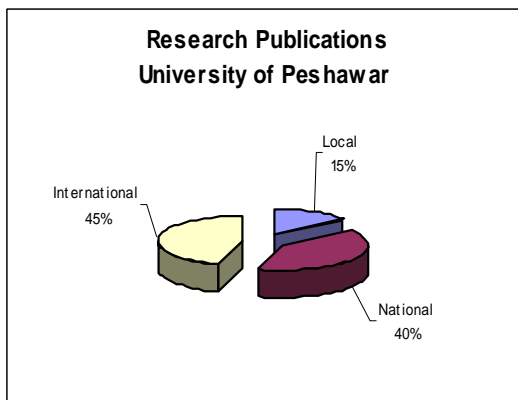 Research Publications
University of Peshawar
Local
15%
International
45%
National
40%